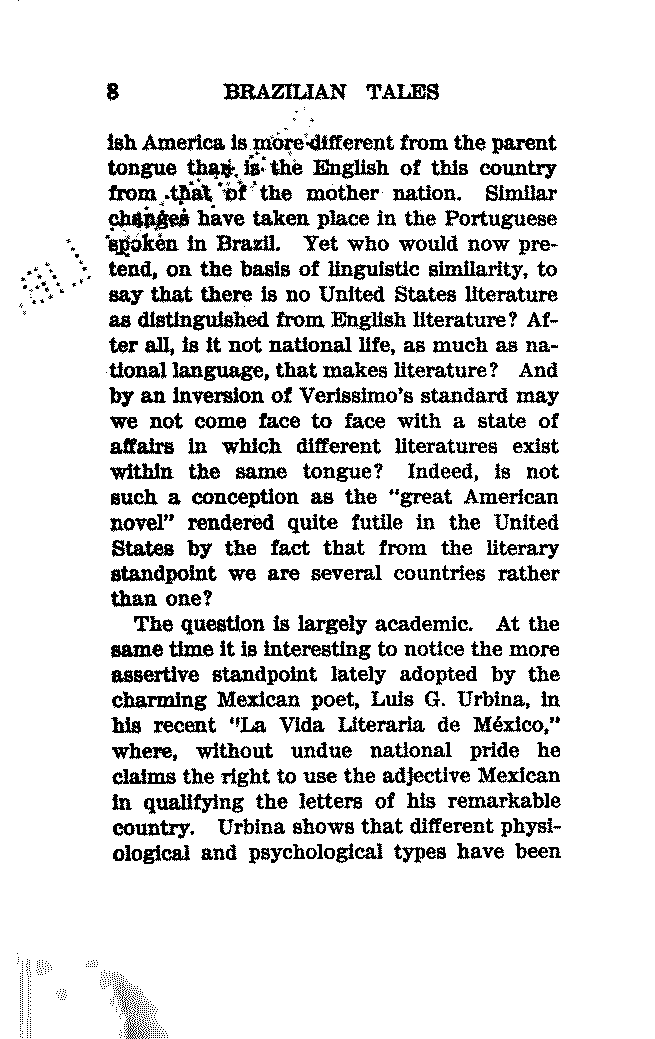 8 BRAZILIAN TALES
ish America is more different from the parent
tongue than is the English of this country
from that of the mother nation. Similar
changes have taken place in the Portuguese
spoken in Brazil. Yet who would now pre-
tend, on the basis of linguistic similarity, to
say that there is no United States literature
as distinguished from English literature? Af-
ter all, is it not national life, as much as na-
tional language, that makes literature? And
by an inversion of Verissimo's standard may
we not come face to face with a state of
affairs in which different literatures exist
within the same tongue? Indeed, is not
such a conception as the "great American
novel" rendered quite futile in the United
States by the fact that from the literary
standpoint we are several countries rather
than one?
The question is largely academic. At the
same time it is interesting to notice the more
assertive standpoint lately adopted by the
charming Mexican poet, Luis G. Urbina, in
his recent "La Vida Literaria de México,"
where, without undue national pride he
claims the right to use the adjective Mexican
in qualifying the letters of his remarkable
country. Urbina shows that different physi-
ological and psychological types have been